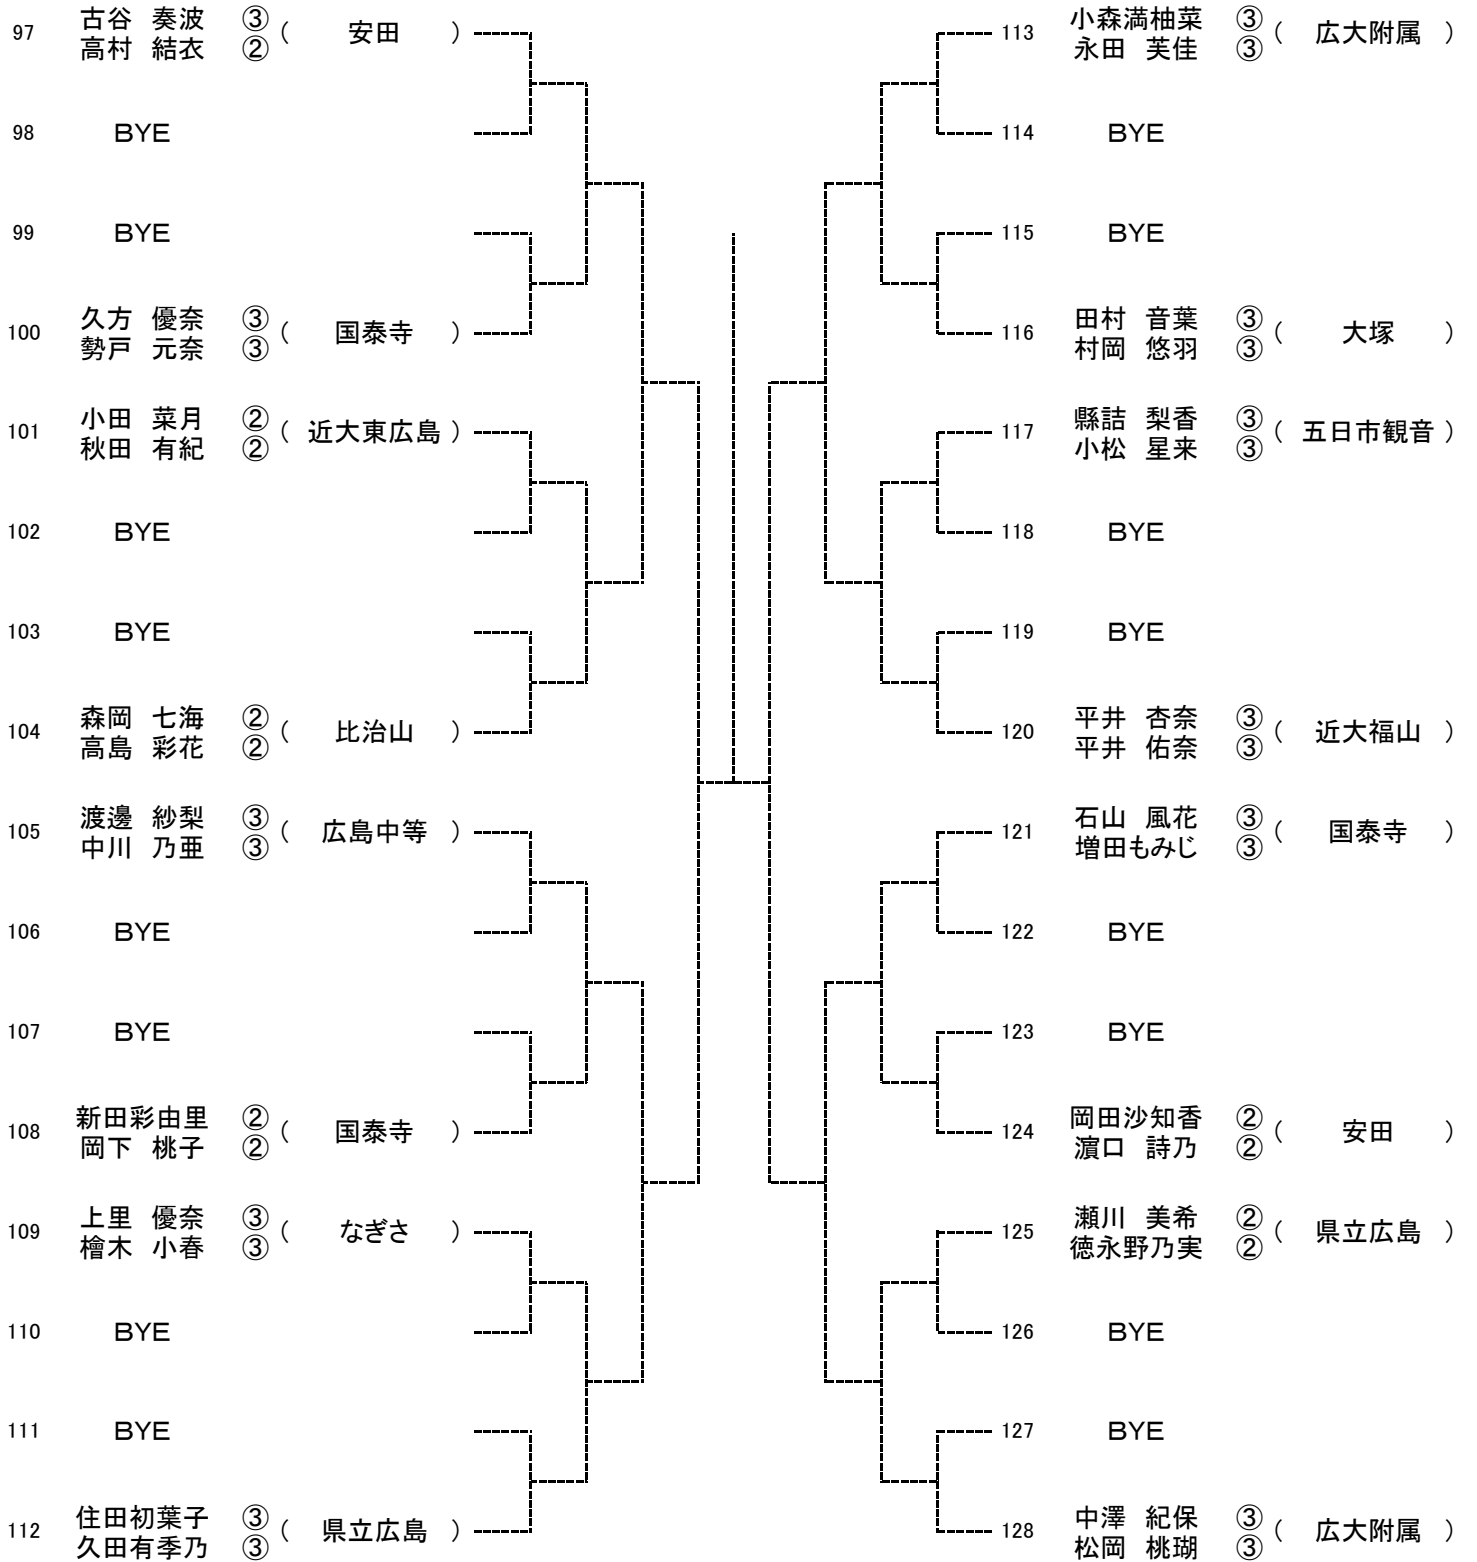 97 古谷 奏波 ③ ( 安田 )
高村 結衣 ②
98 BYE
99 BYE
100 久方 優奈 ③ ( 国泰寺 )
勢戸 元奈 ③
101 小田 菜月 ② ( 近大東広島 )
秋田 有紀 ②
102 BYE
103 BYE
104 森岡 七海 ② ( 比治山 )
高島 彩花 ②
105 渡邊 紗梨 ③ ( 広島中等 )
中川 乃亜 ③
106 BYE
107 BYE
108 新田彩由里 ② ( 国泰寺 )
岡下 桃子 ②
109 上里 優奈 ③ ( なぎさ )
檜木 小春 ③
110 BYE
111 BYE
112 住田初葉子 ③ ( 県立広島 )
久田有季乃 ③
113 小森満柚菜 ③ ( 広大附属 )
永田 芙佳 ③
114 BYE
115 BYE
116 田村 音葉 ③ ( 大塚 )
村岡 悠羽 ③
117 縣詰 梨香 ③ ( 五日市観音 )
小松 星来 ③
118 BYE
119 BYE
120 平井 杏奈 ③ ( 近大福山 )
平井 佑奈 ③
121 石山 風花 ③ ( 国泰寺 )
増田もみじ ③
122 BYE
123 BYE
124 岡田沙知香 ② ( 安田 )
濵口 詩乃 ②
125 瀬川 美希 ② ( 県立広島 )
徳永野乃実 ②
126 BYE
127 BYE
128 中澤 紀保 ③ ( 広大附属 )
松岡 桃瑚 ③